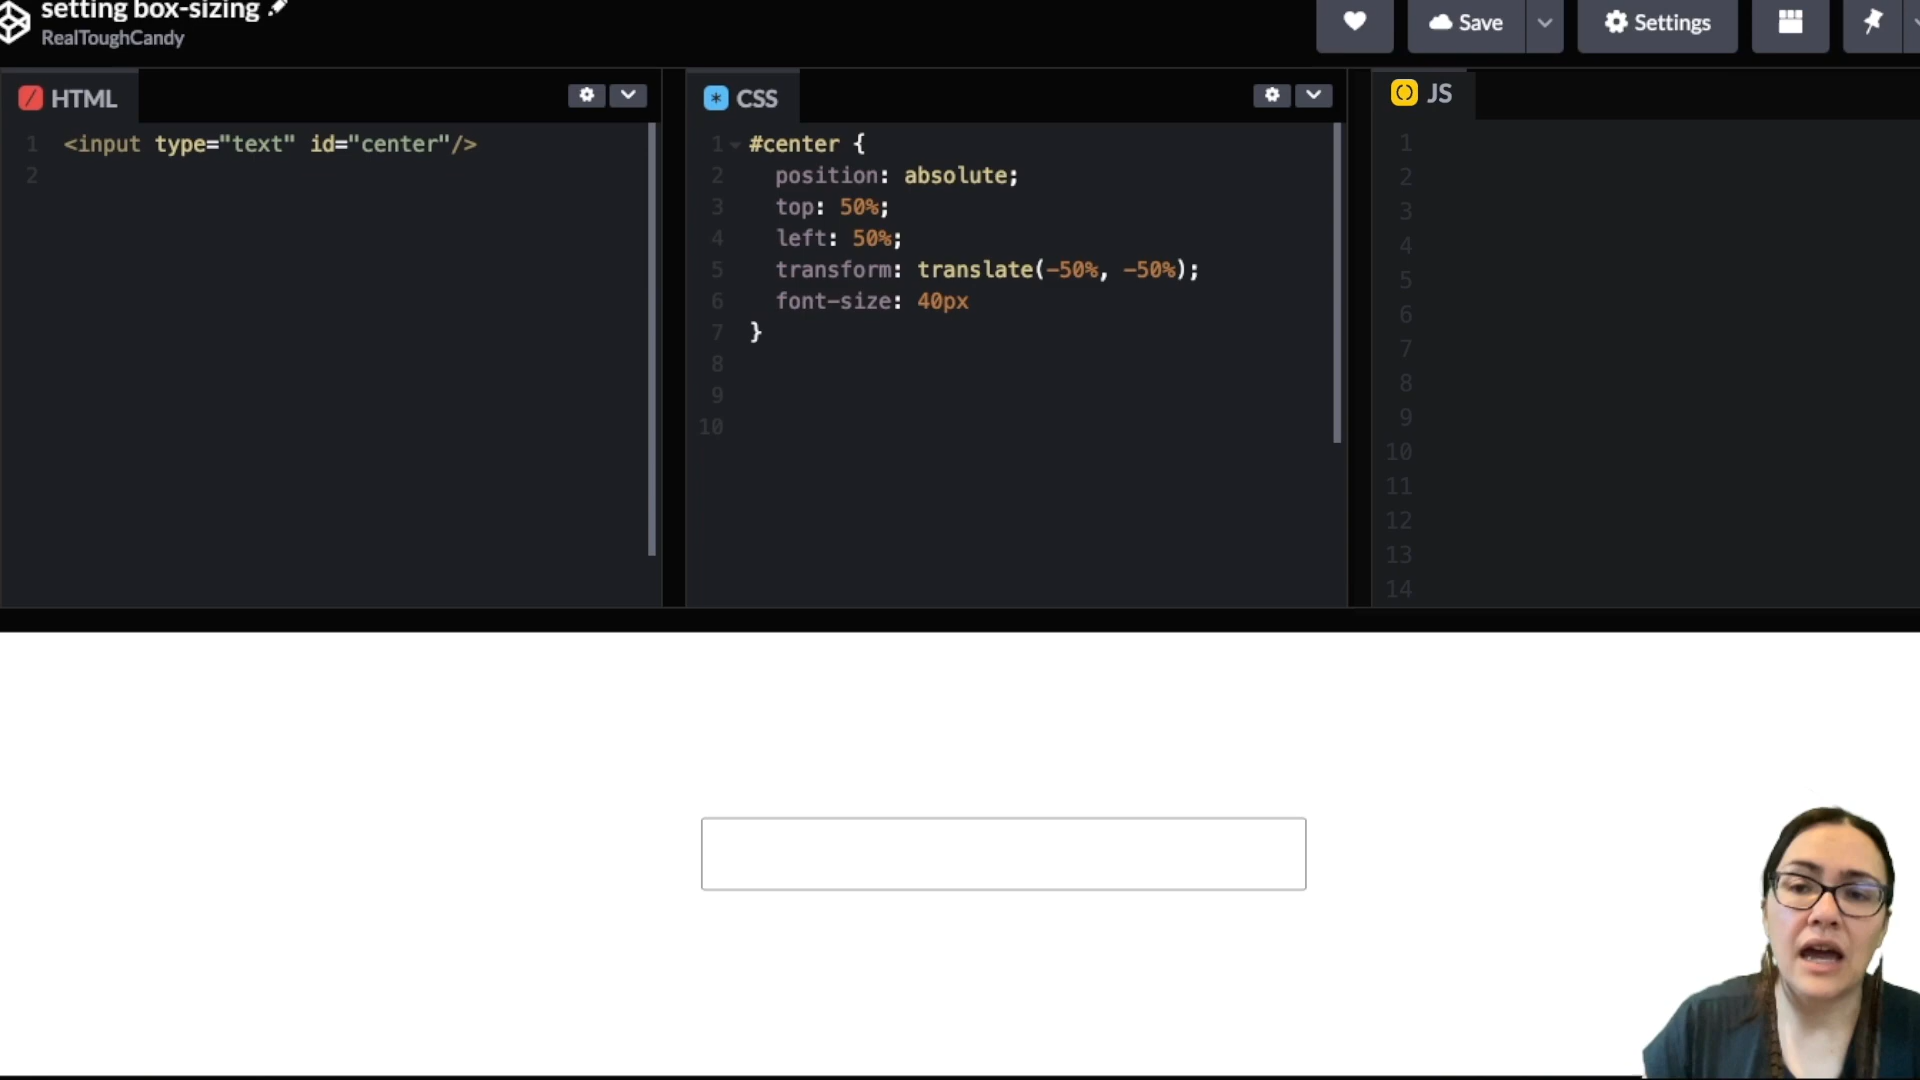 setting box-sizing
RealToughCandy
Save
Settings
HTML
1 <input type="text" id="center"/>
2
CSS
1 #center {
2 position: absolute;
3 top: 50%;
4 left: 50%;
5 transform: translate(-50%, -50%);
6 font-size: 40px
7 }
8
9
10
JS
1
2
3
4
5
6
7
8
9
10
11
12
13
14